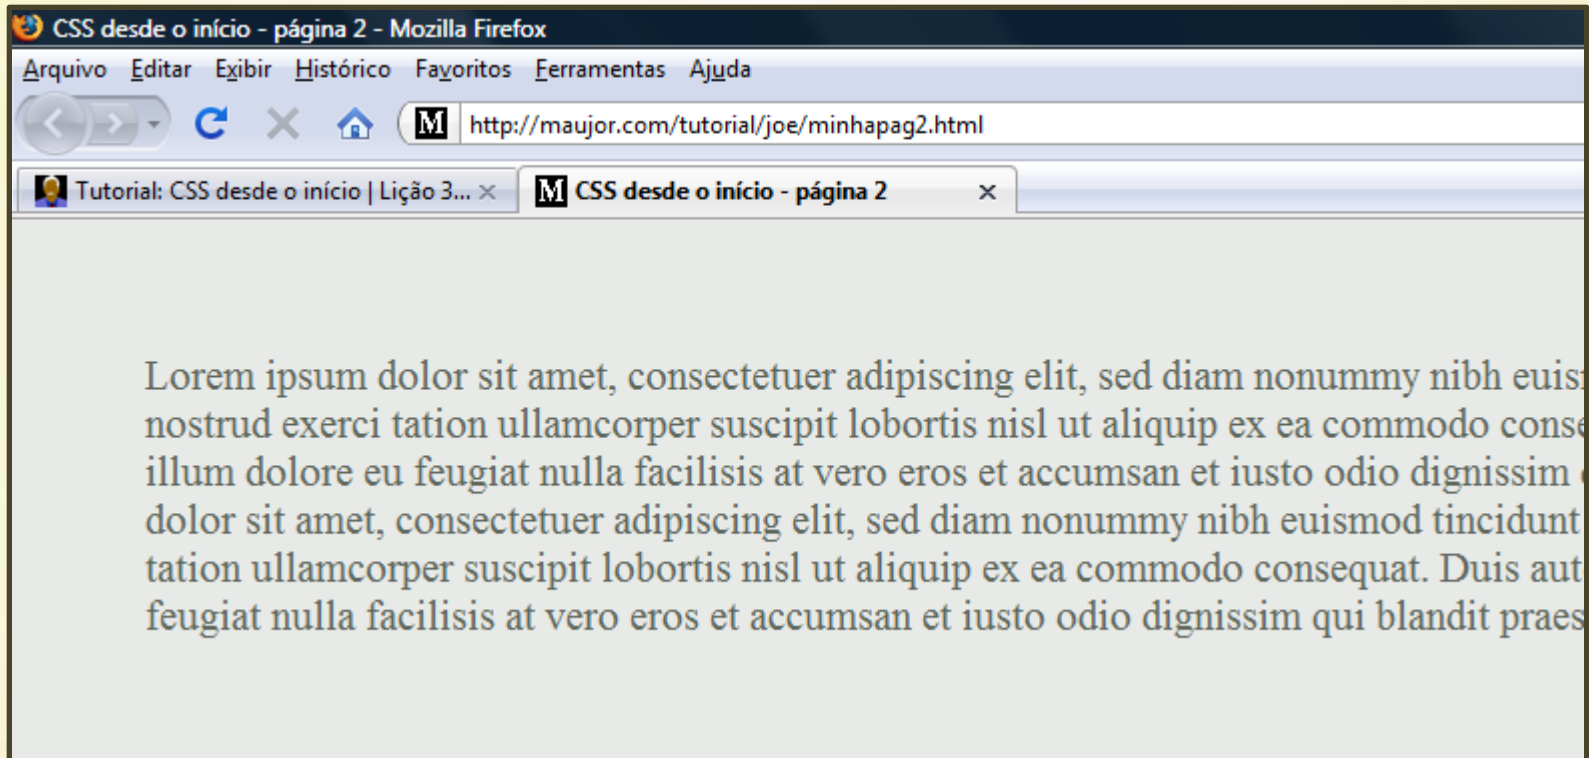 CSS desde o início - página 2 - Mozilla Firefox
Arquivo Editar Exibir Histórico Favoritos Ferramentas Ajuda
M http://maujor.com/tutorial/joe/minhapag2.html
Tutorial: CSS desde o início | Lição 3... M CSS desde o início - página 2
Lorem ipsum dolor sit amet, consectetuer adipiscing elit, sed diam nonummy nibh euis
nostrud exerci tation ullamcorper suscipit lobortis nisl ut aliquip ex ea commodo conse
illum dolore eu feugiat nulla facilisis at vero eros et accumsan et iusto odio dignissim
dolor sit amet, consectetuer adipiscing elit, sed diam nonummy nibh euismod tincidunt
tation ullamcorper suscipit lobortis nisl ut aliquip ex ea commodo consequat. Duis aut
feugiat nulla facilisis at vero eros et accumsan et iusto odio dignissim qui blandit praes